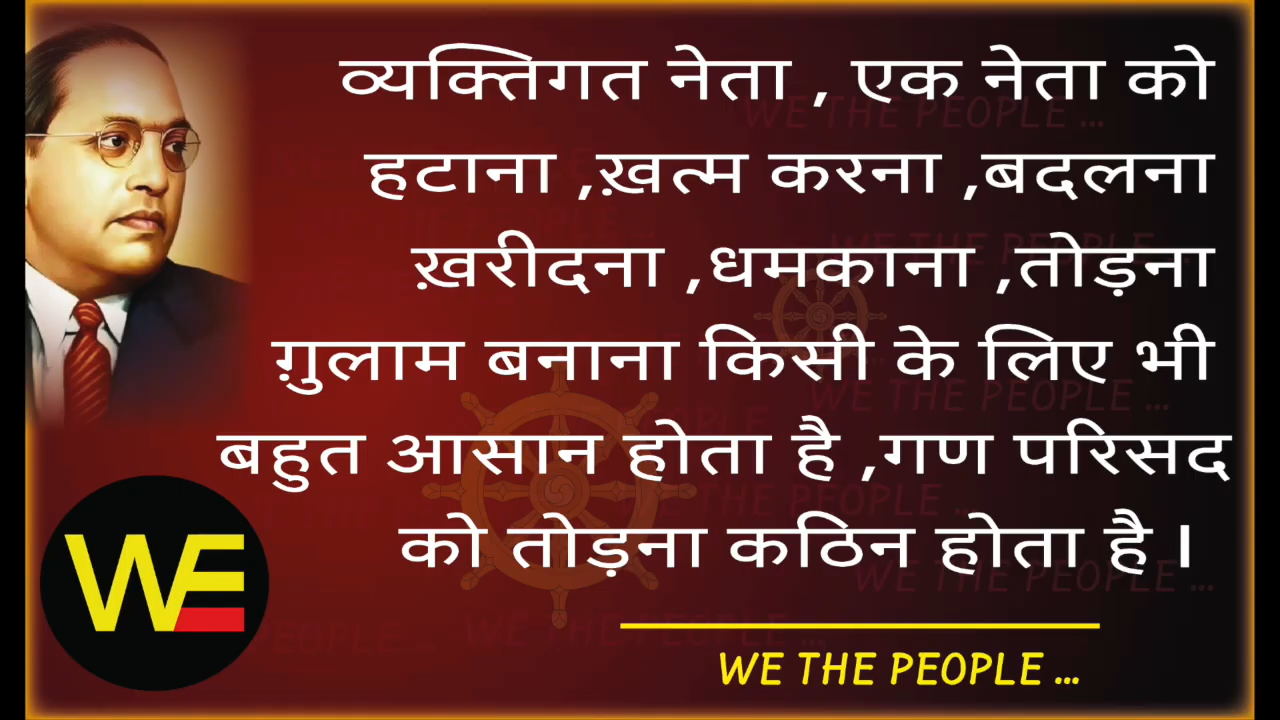 व्यक्तिगत नेता , एक नेता को
हटाना ,ख़त्म करना ,बदलना
ख़रीदना ,धमकाना ,तोड़ना
ग़ुलाम बनाना किसी के लिए भी
बहुत आसान होता है ,गण परिसद
को तोड़ना कठिन होता है ।
WE
WE THE PEOPLE ...